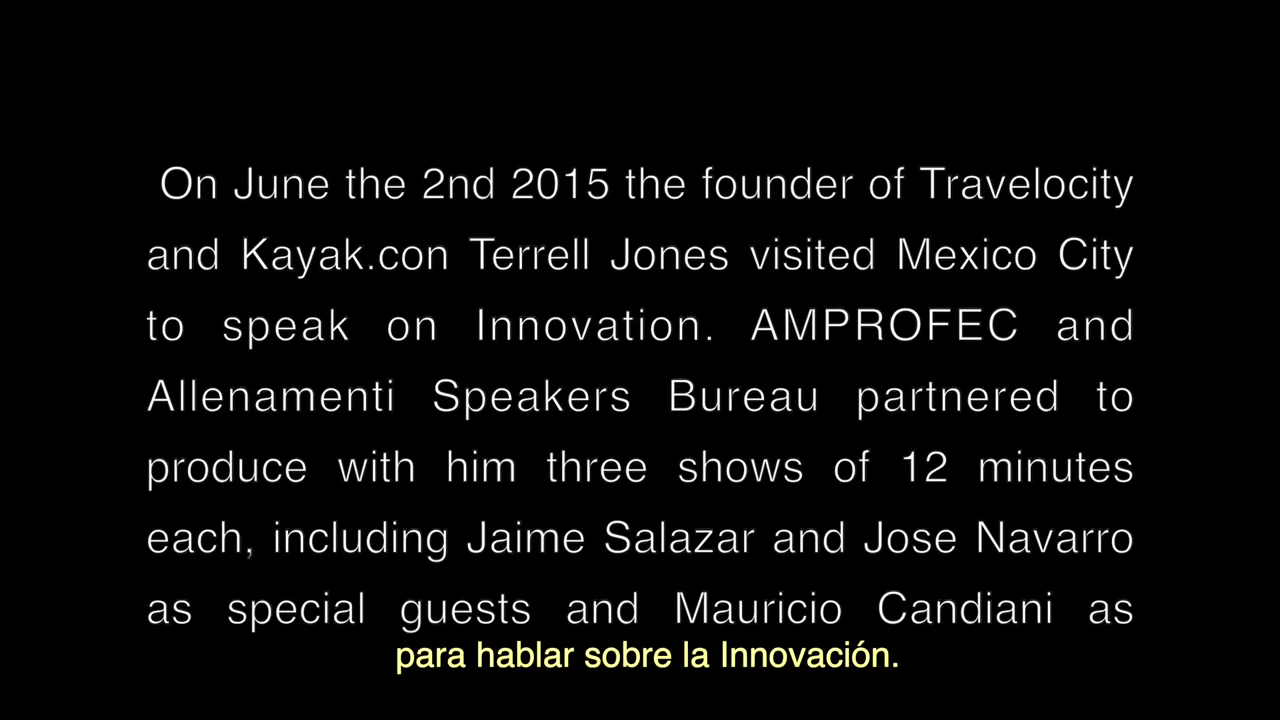 On June the 2nd 2015 the founder of Travelocity
and Kayak.con Terrell Jones visited Mexico City
to speak on Innovation. AMPROFEC and
Allenamenti Speakers Bureau partnered to
produce with him three shows of 12 minutes
each, including Jaime Salazar and Jose Navarro
as special guests and Mauricio Candiani as
para hablar sobre la Innovación.